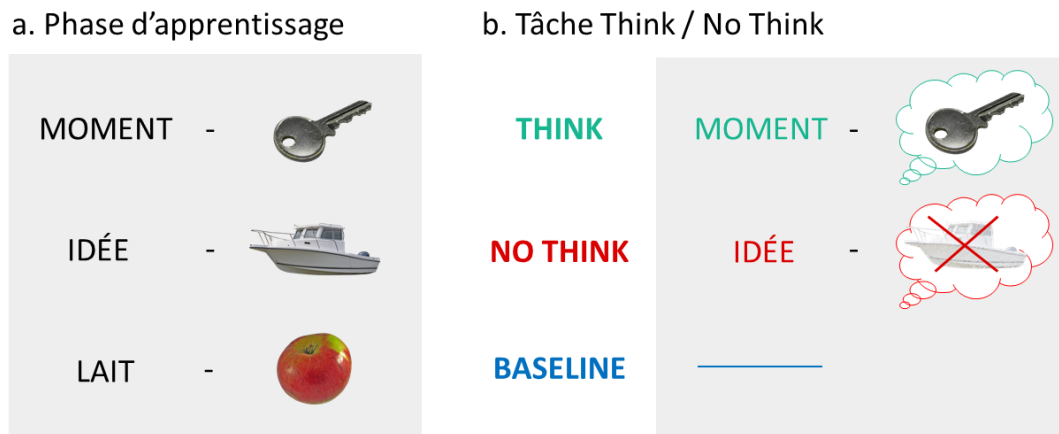 a. Phase d'apprentissage
b. Tâche Think / No Think
MOMENT -
THINK
MOMENT -
IDÉE -
NO THINK
IDÉE -
LAIT -
BASELINE